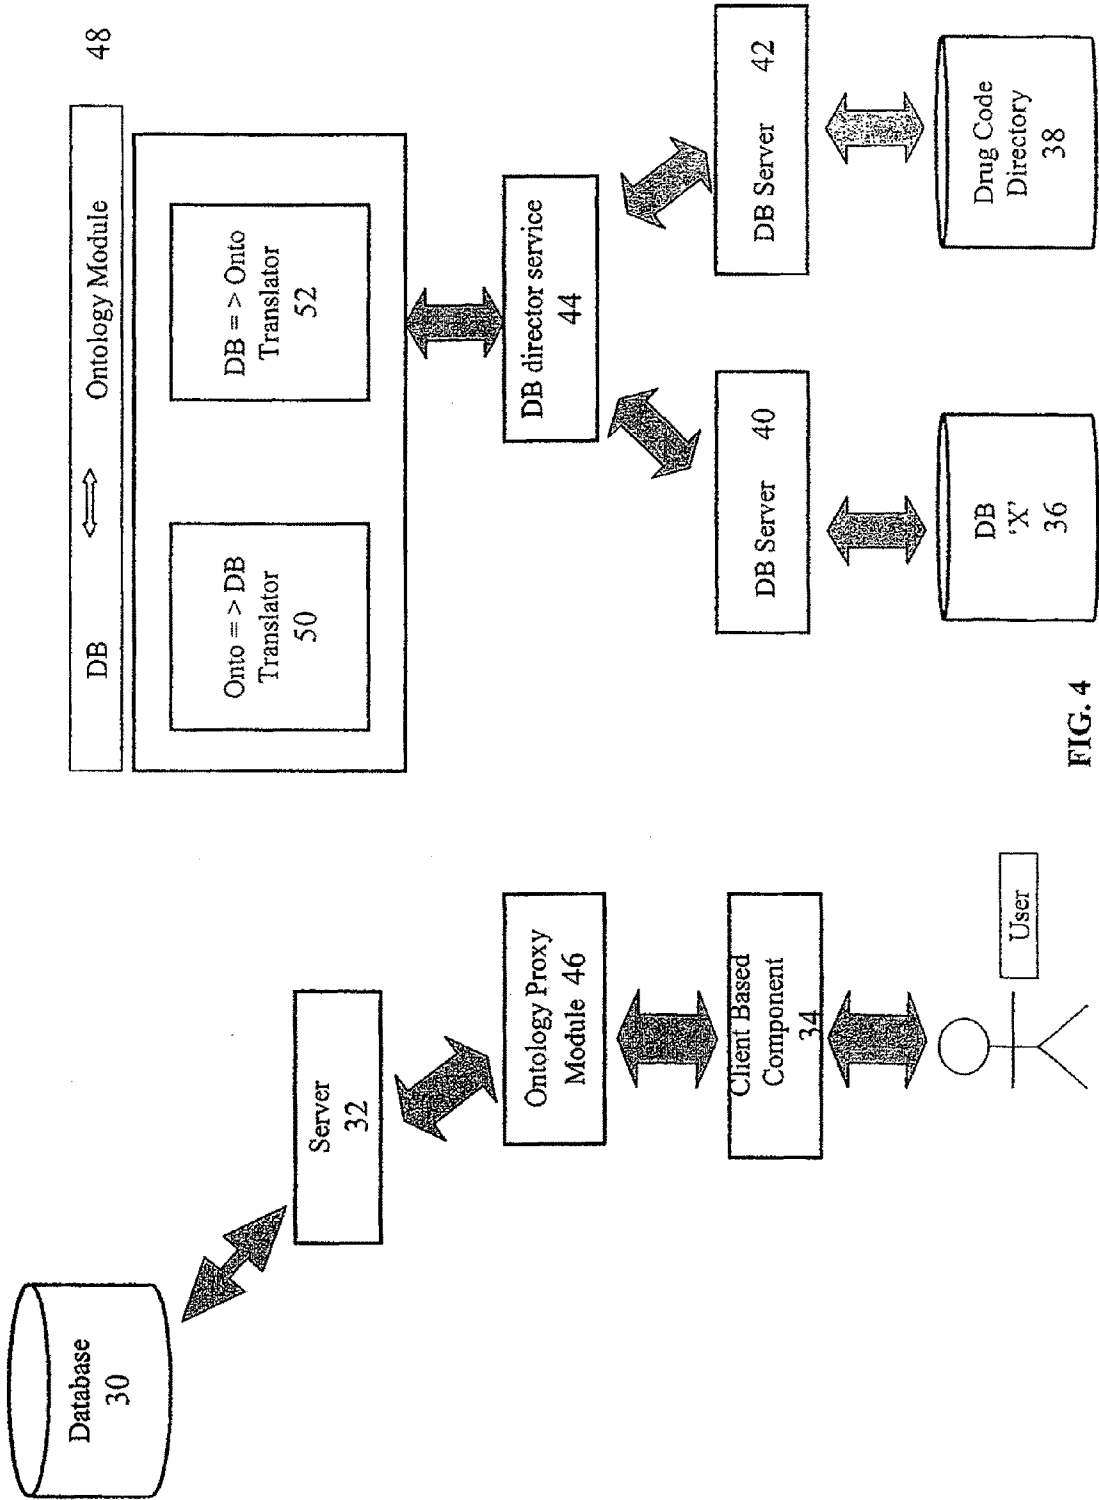 Database
30
Server
32
Ontology Proxy
Module 46
Client Based
Component
34
User
DB ⇔ Ontology Module
48
Onto = > DB
Translator
50
DB = > Onto
Translator
52
DB director service
44
DB Server 40
DB Server 42
DB
'X'
36
Drug Code
Directory
38
FIG. 4